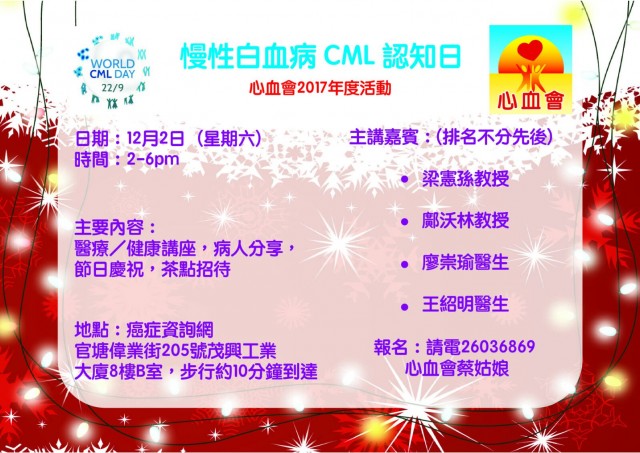 WORLD
CML DAY
22/9
慢性白血病 CML 認知日
心血會2017年度活動
心血會
日期：12月2日（星期六）
時間：2-6pm
主要內容：
醫療／健康講座，病人分享，
節日慶祝，茶點招待
地點：癌症資訊網
官塘偉業街205號茂興工業
大廈8樓B室，步行約10分鐘到達
主講嘉賓：(排名不分先後)
• 梁憲孫教授
• 鄺沃林教授
• 廖崇瑜醫生
• 王紹明醫生
報名：請電26036869
心血會蔡姑娘